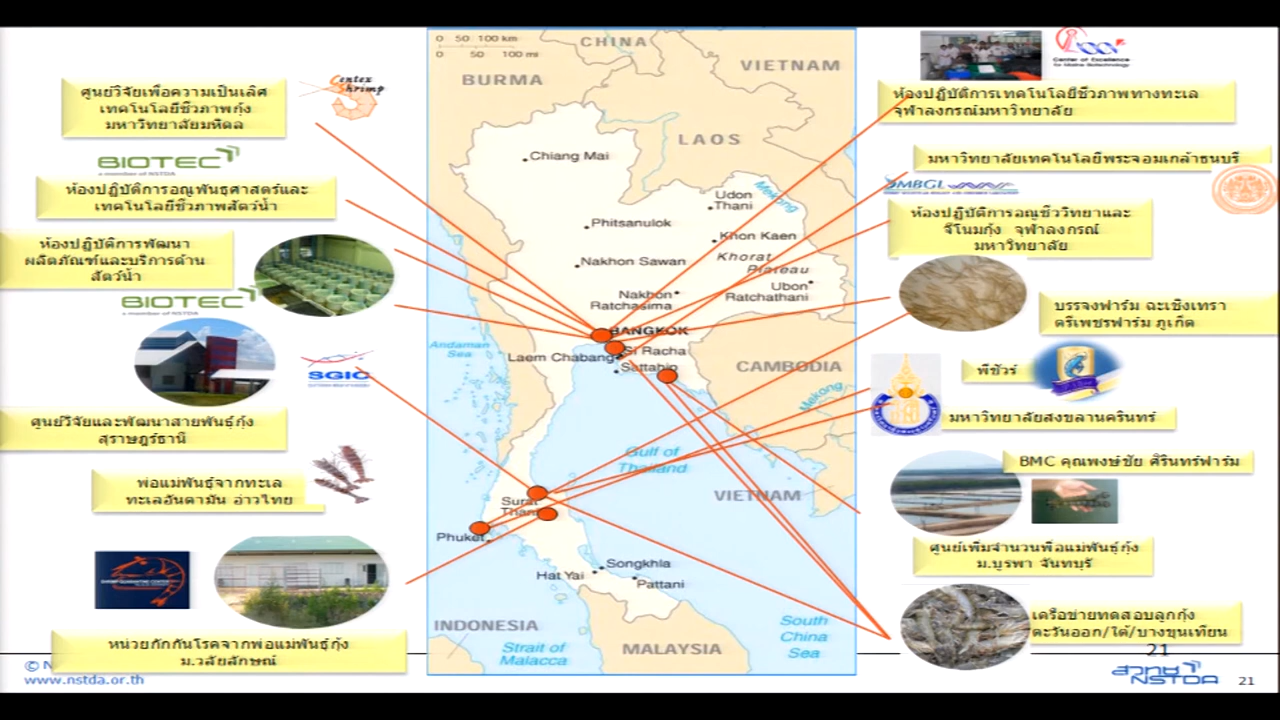 ศูนย์วิจัยเพื่อความเป็นเลิศ
เทคโนโลยีชีวภาพกุ้ง
มหาวิทยาลัยมหิดล
Centex
Shrimp
BIOTEC
a member of NSTDA
ห้องปฏิบัติการอณูพันธุศาสตร์และ
เทคโนโลยีชีวภาพสัตว์น้ำ
ห้องปฏิบัติการพัฒนา
ผลิตภัณฑ์และบริการด้าน
สัตว์น้ำ
BIOTEC
a member of NSTDA
SGIC
ศูนย์วิจัยและพัฒนาสายพันธุ์กุ้ง
สุราษฎร์ธานี
พ่อแม่พันธุ์จากทะเล
ทะเลอันดามัน อ่าวไทย
หน่วยกักกันโรคจากพ่อแม่พันธุ์กุ้ง
ม.วลัยลักษณ์
© N
www.nstda.or.th
0 50 100 km
0 50 100 mi
CHINA
BURMA
VIETNAM
LAOS
Chiang Mai
Udon
Thani
Mekong
Phitsanulok
Khon Kaen
Nakhon Sawan
Khorat
Plateau
Nakhon
Ratchasima
Ubon
Ratchathani
BANGKOK
Andaman
Sea
Laem Chabang
Si Racha
Sattahip
CAMBODIA
Mekong
Gulf of
Thailand
VIETNAM
Surat
Thani
Phuket
Songkhla
Hat Yai
Pattani
INDONESIA
Strait of
Malacca
MALAYSIA
South
China
Sea
Center of Excellence
for Marine Biotechnology
ห้องปฏิบัติการเทคโนโลยีชีวภาพทางทะเล
จุฬาลงกรณ์มหาวิทยาลัย
มหาวิทยาลัยเทคโนโลยีพระจอมเกล้าธนบุรี
SMBGL
ห้องปฏิบัติการอณูชีววิทยาและ
จีโนมกุ้ง จุฬาลงกรณ์
มหาวิทยาลัย
บรรจงฟาร์ม ฉะเชิงเทรา
ตรีเพชรฟาร์ม ภูเก็ต
พีชัวร์
มหาวิทยาลัยสงขลานครินทร์
BMC คุณพงษ์ชัย ศิรินทร์ฟาร์ม
ศูนย์เพิ่มจำนวนพ่อแม่พันธุ์กุ้ง
ม.บูรพา จันทบุรี
เครือข่ายทดสอบลูกกุ้ง
ตะวันออก/ใต้/บางขุนเทียน
21
สวทช
NSTDA
21